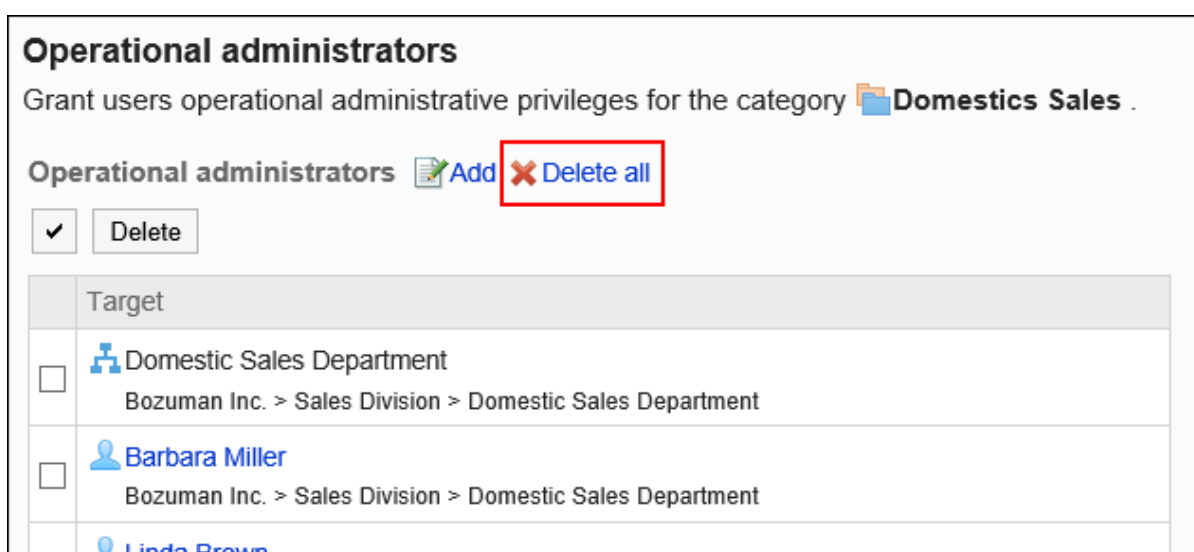 Operational administrators
Grant users operational administrative privileges for the category Domestics Sales .
Operational administrators Add Delete all
Delete
Target
Domestic Sales Department
Bozuman Inc. > Sales Division > Domestic Sales Department
Barbara Miller
Bozuman Inc. > Sales Division > Domestic Sales Department
Linda Brown